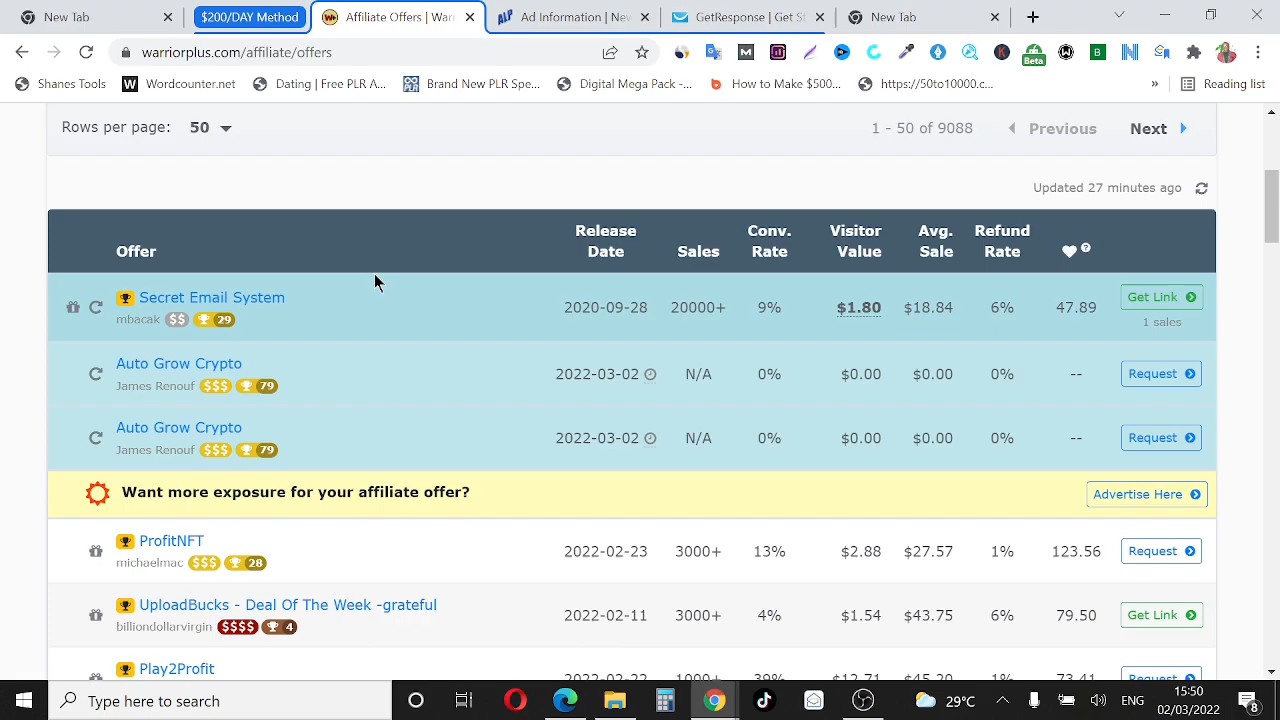 New Tab
$200/DAY Method
Affiliate Offers | Warr
ALP Ad Information | New
GetResponse | Get St
New Tab
warriorplus.com/affiliate/offers
Beta
Shanes Tools
W Wordcounter.net
Dating | Free PLR A...
Brand New PLR Spe...
Digital Mega Pack -...
How to Make $500...
https://50to10000.c...
»
Reading list
Rows per page: 50
1 - 50 of 9088
Previous
Next
Updated 27 minutes ago
Offer
Release Date
Sales
Conv. Rate
Visitor Value
Avg. Sale
Refund Rate
Secret Email System
mbacak $$ 29
2020-09-28 20000+ 9% $1.80 $18.84 6% 47.89
Get Link
1 sales
Auto Grow Crypto
James Renouf $$$ 79
2022-03-02 N/A 0% $0.00 $0.00 0% --
Request
Auto Grow Crypto
James Renouf $$$ 79
2022-03-02 N/A 0% $0.00 $0.00 0% --
Request
Want more exposure for your affiliate offer?
Advertise Here
ProfitNFT
michaelmac $$$ 28
2022-02-23 3000+ 13% $2.88 $27.57 1% 123.56
Request
UploadBucks - Deal Of The Week -grateful
billiondollarvirgin $$$$ 4
2022-02-11 3000+ 4% $1.54 $43.75 6% 79.50
Get Link
Play2Profit
Type here to search
29°C
ENG
15:50
02/03/2022
8